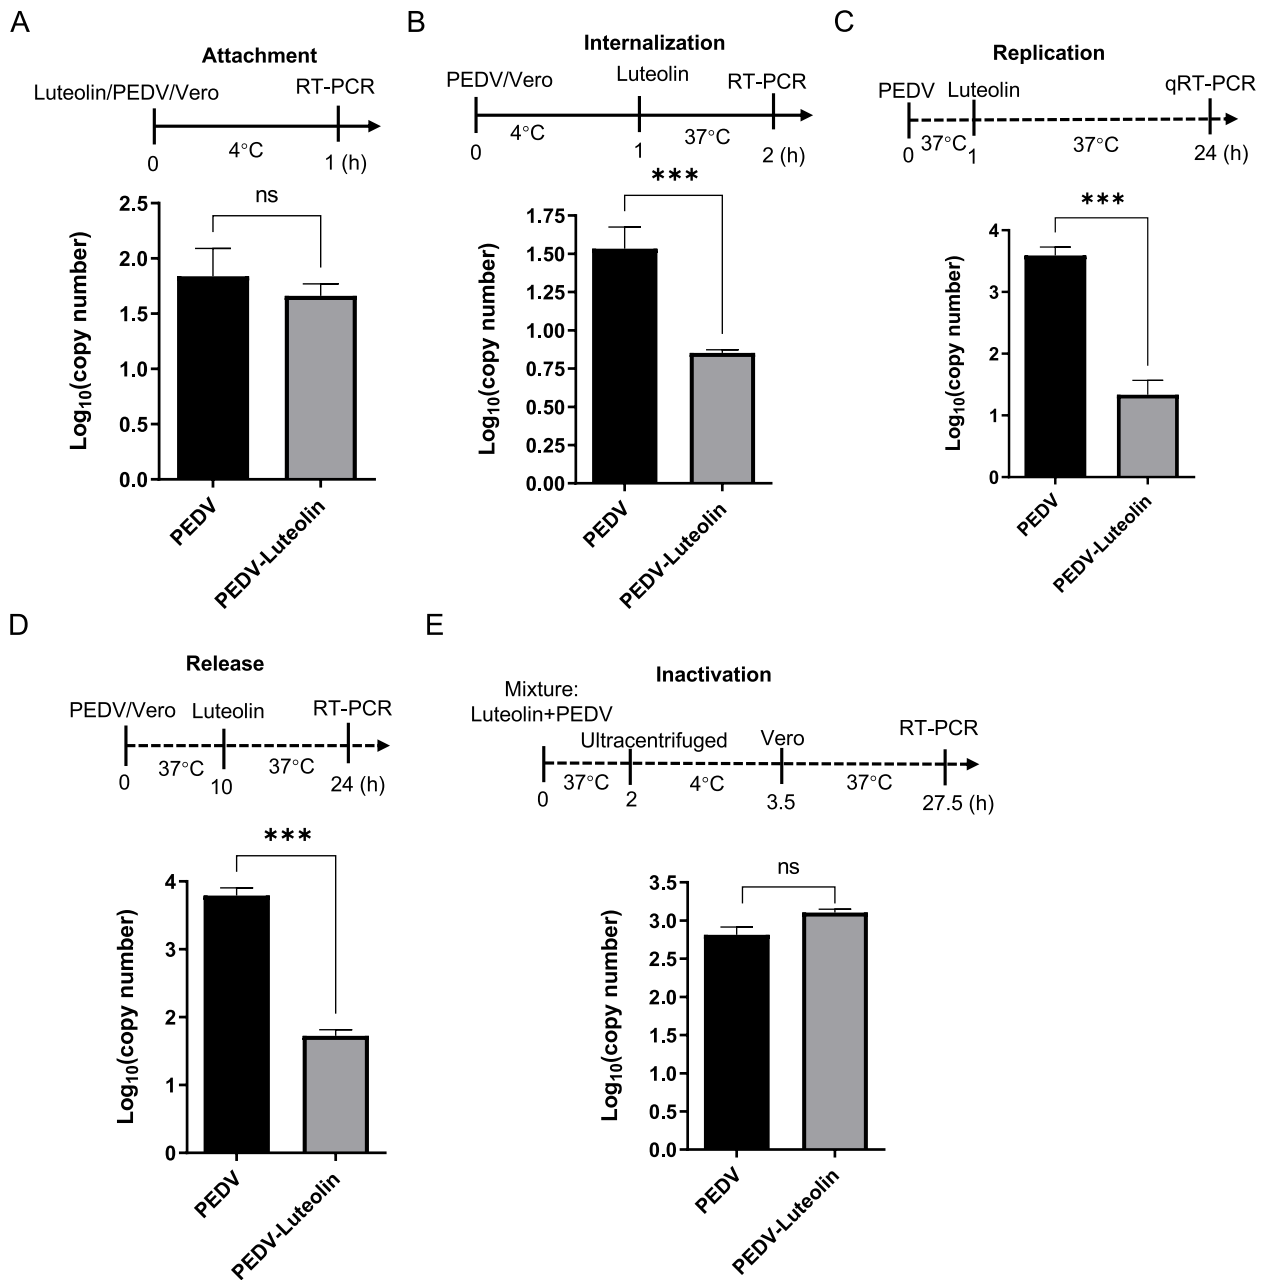 A
Attachment
Luteolin/PEDV/Vero
RT-PCR
4°C
0
1 (h)
ns
2.5
2.0
1.5
1.0
0.5
0.0
Log10(copy number)
PEDV
PEDV-Luteolin
B
Internalization
PEDV/Vero
Luteolin
RT-PCR
4°C
37°C
0
1
2 (h)
***
1.75
1.50
1.25
1.00
0.75
0.50
0.25
0.00
Log10(copy number)
PEDV
PEDV-Luteolin
C
Replication
PEDV
Luteolin
qRT-PCR
37°C
37°C
0
1
24 (h)
***
4
3
2
1
0
Log10(copy number)
PEDV
PEDV-Luteolin
D
Release
PEDV/Vero
Luteolin
RT-PCR
37°C
37°C
0
10
24 (h)
***
4
3
2
1
0
Log10(copy number)
PEDV
PEDV-Luteolin
E
Inactivation
Mixture:
Luteolin+PEDV
Ultracentrifuged
Vero
RT-PCR
37°C
4°C
37°C
0
2
3.5
27.5 (h)
ns
3.5
3.0
2.5
2.0
1.5
1.0
0.5
0.0
Log10(copy number)
PEDV
PEDV-Luteolin